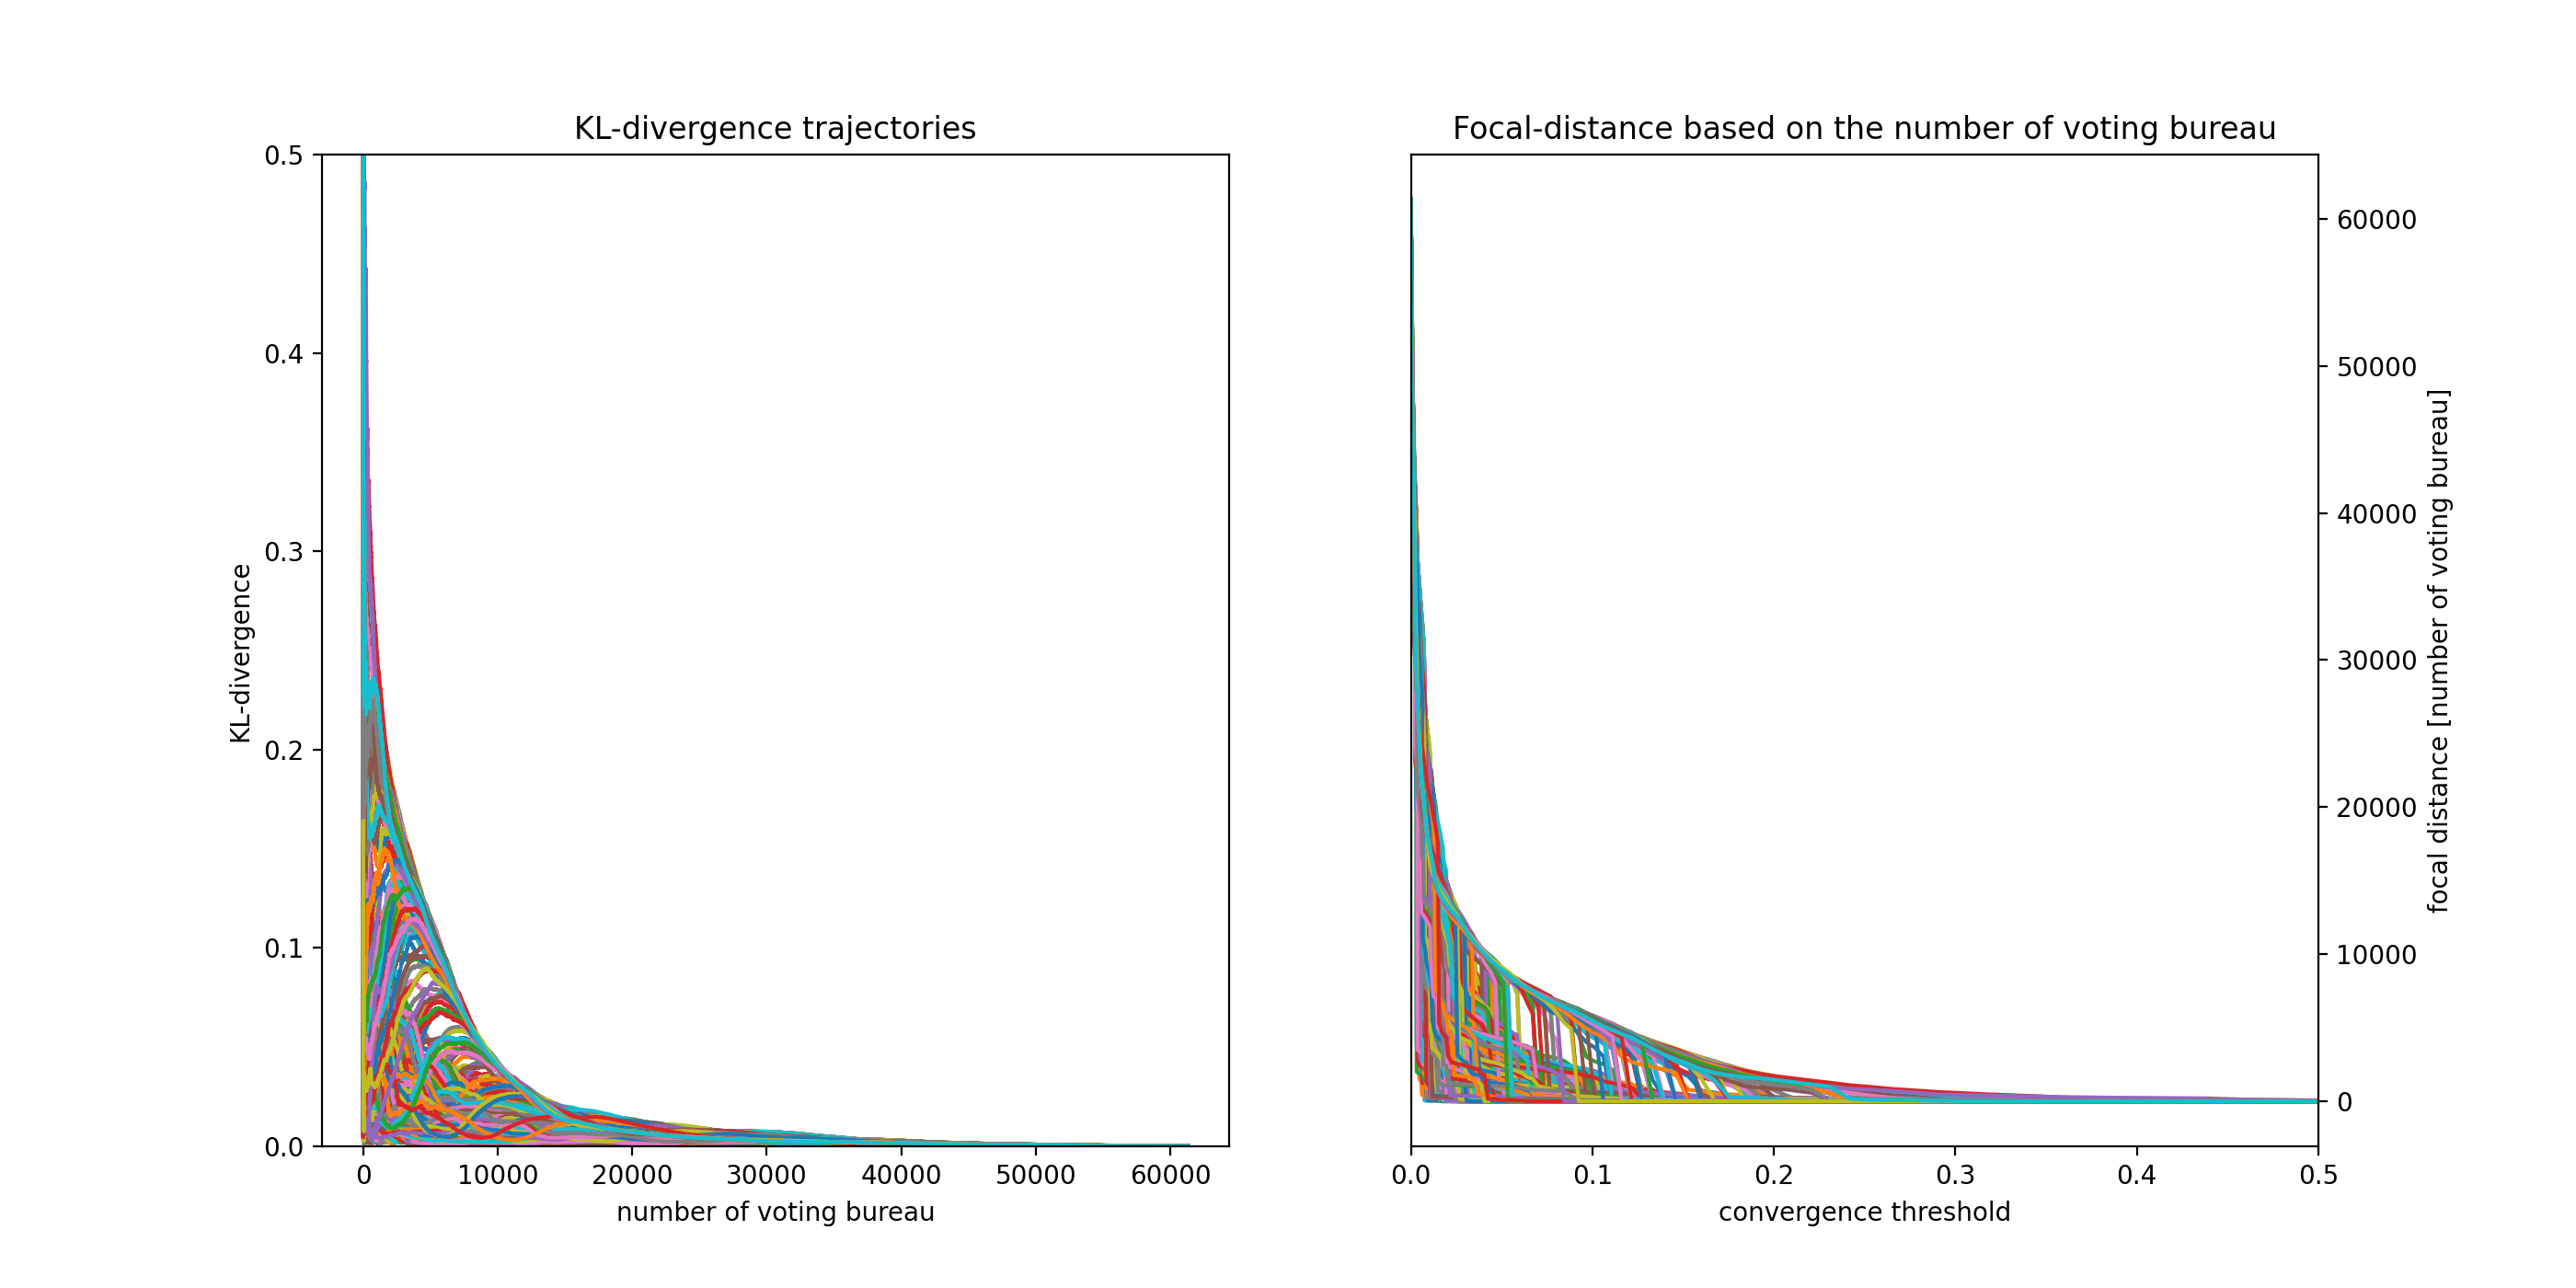 KL-divergence trajectories
0.5
0.4
0.3
0.2
0.1
0.0
KL-divergence
0 10000 20000 30000 40000 50000 60000
number of voting bureau
Focal-distance based on the number of voting bureau
60000
50000
40000
30000
20000
10000
0
focal distance [number of voting bureau]
0.0 0.1 0.2 0.3 0.4 0.5
convergence threshold